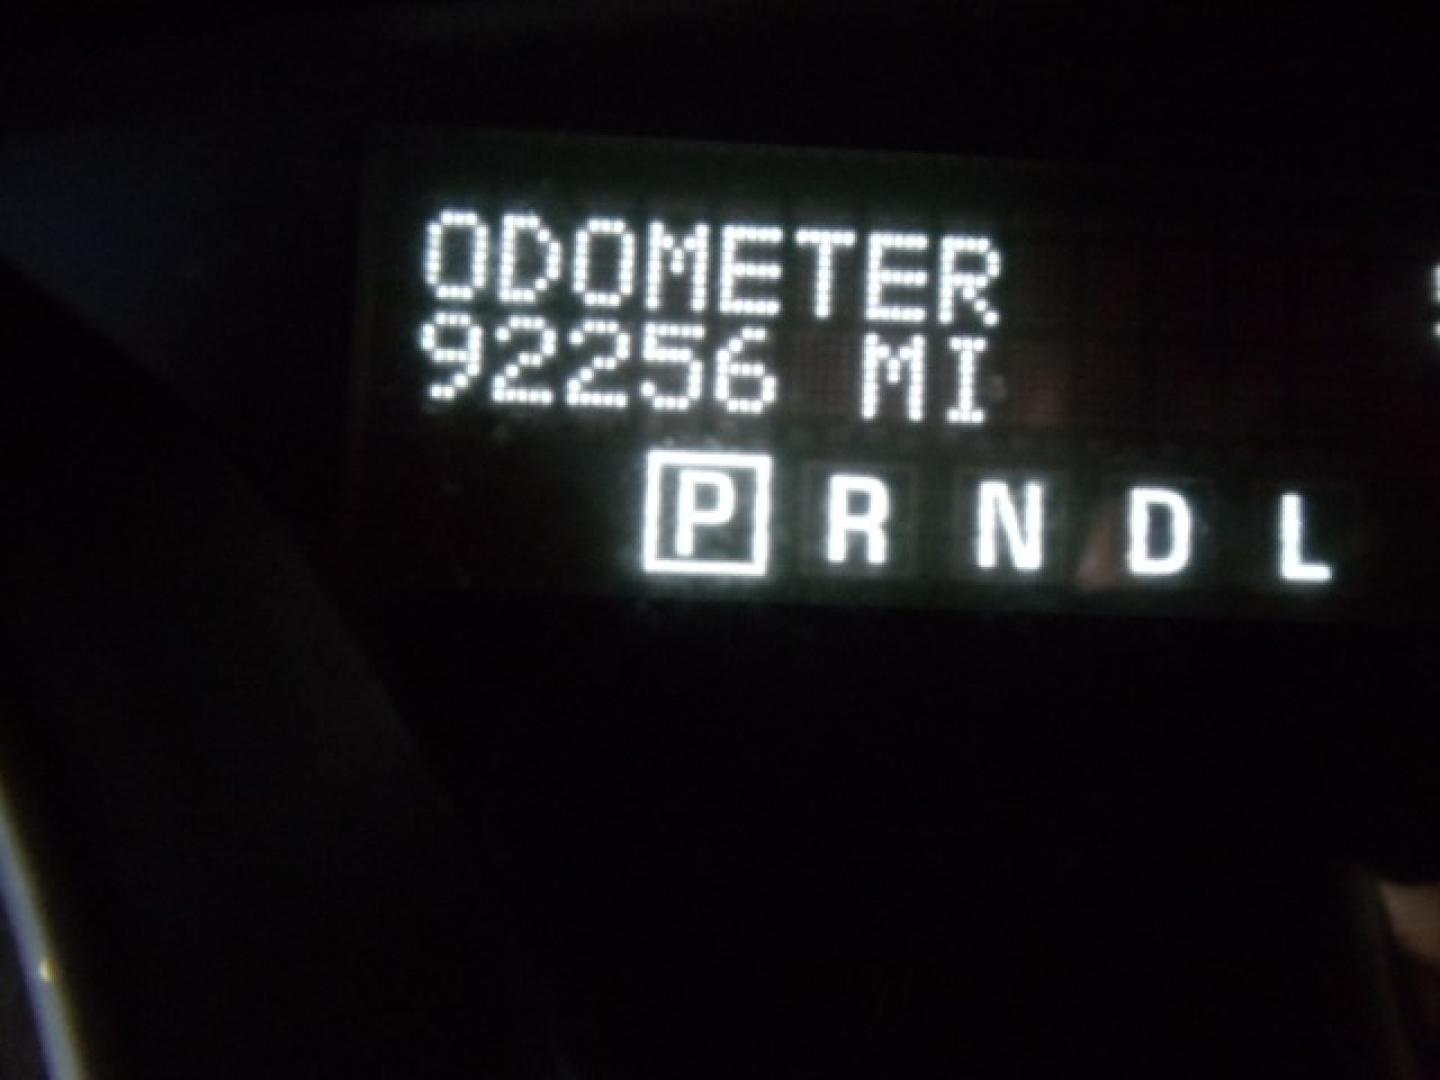 ODOMETER
92256 MI
P R N D L